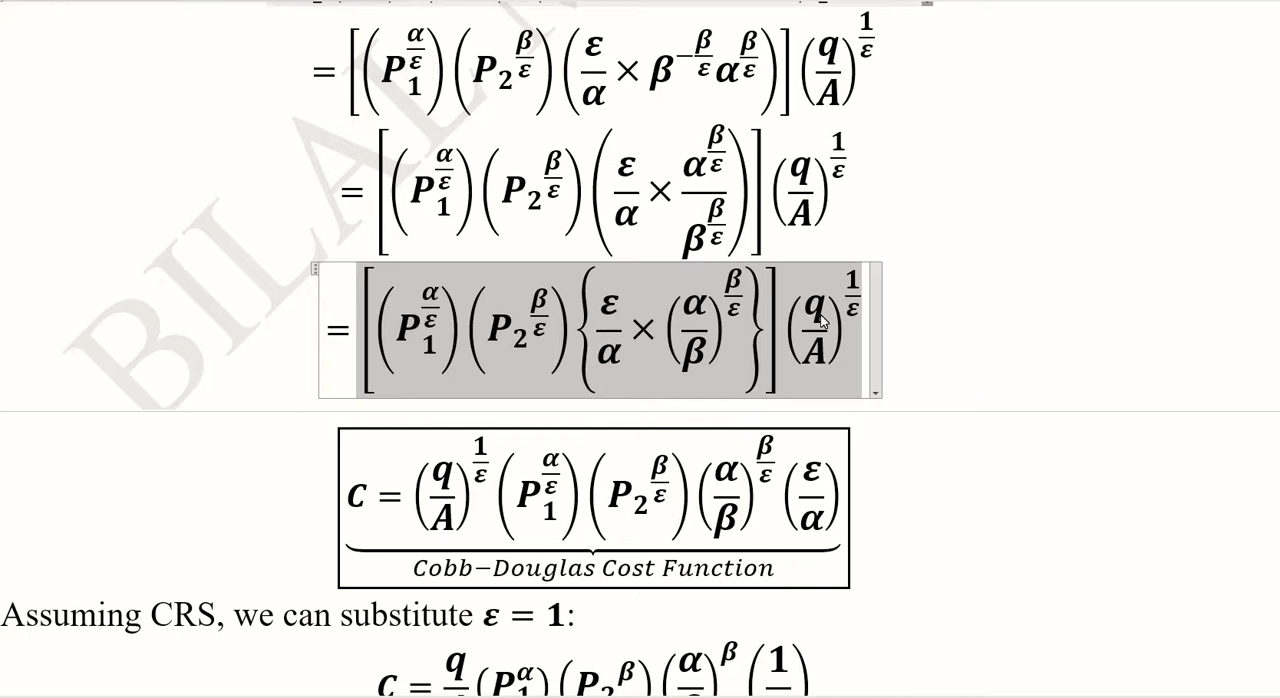 = [(P₁^(α/ε)) (P₂^(β/ε)) (ε/α × β^(−β/ε) α^(β/ε))] (q/A)^(1/ε)
= [(P₁^(α/ε)) (P₂^(β/ε)) (ε/α × α^(β/ε)/β^(β/ε))] (q/A)^(1/ε)
= [(P₁^(α/ε)) (P₂^(β/ε)) {ε/α × (α/β)^(β/ε)}] (q/A)^(1/ε)
C = (q/A)^(1/ε) (P₁^(α/ε)) (P₂^(β/ε)) (α/β)^(β/ε) (ε/α)
Cobb−Douglas Cost Function
Assuming CRS, we can substitute ε = 1:
BILAL